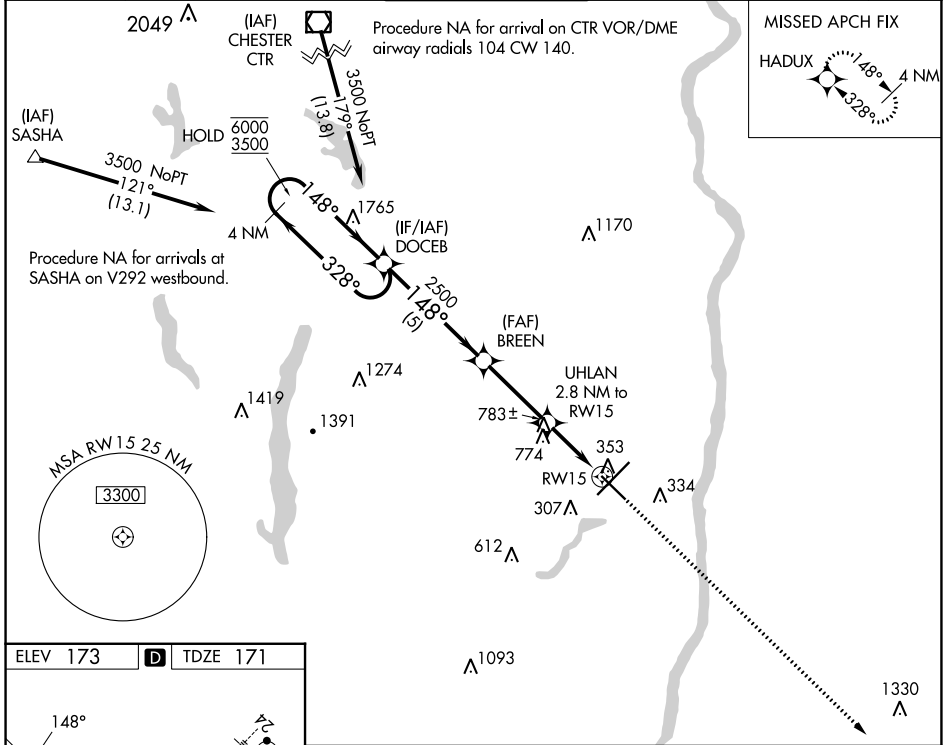 2049
(IAF)
CHESTER
CTR
Procedure NA for arrival on CTR VOR/DME
airway radials 104 CW 140.
MISSED APCH FIX
HADUX
148°
4 NM
328°
3500 NoPT
179°
(13.8)
(IAF)
SASHA
HOLD
6000
3500
3500 NoPT
121°
(13.1)
148°
1765
4 NM
(IF/IAF)
DOCEB
1170
328°
Procedure NA for arrivals at
SASHA on V292 westbound.
2500
148°
(5)
(FAF)
BREEN
UHLAN
2.8 NM to
RW15
1274
1419
1391
783±
774
353
RW15
334
307
MSA RW15 25 NM
3300
612
1093
1330
ELEV 173
D
TDZE 171
148°
24